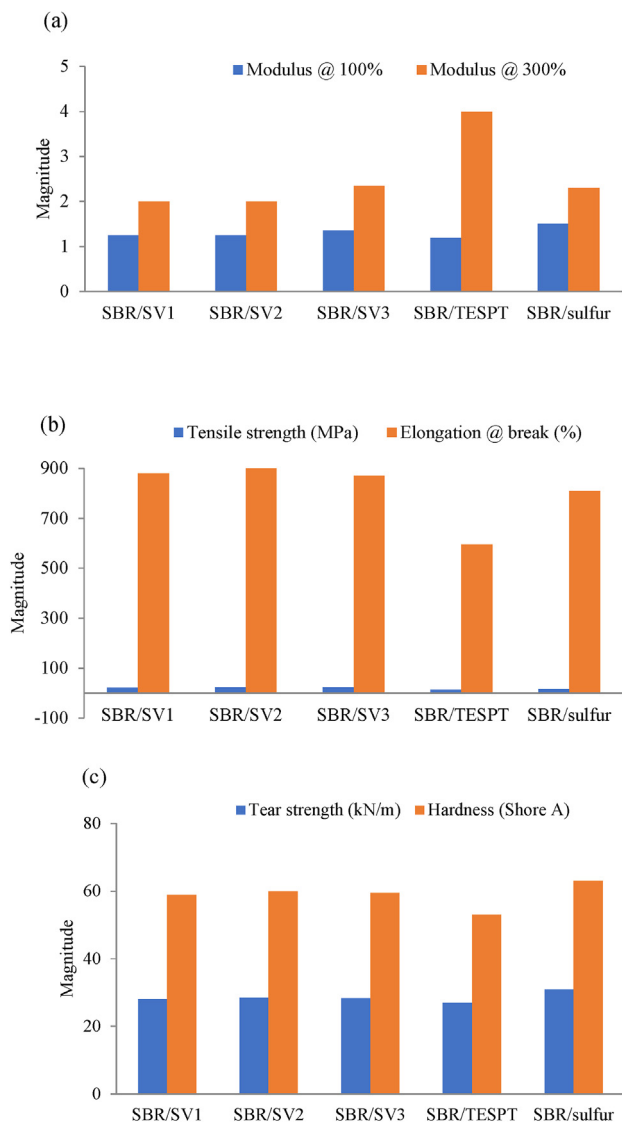 (a)
Modulus @ 100% Modulus @ 300%
5
4
3
2
1
0
Magnitude
SBR/SV1 SBR/SV2 SBR/SV3 SBR/TESPT SBR/sulfur
(b)
Tensile strength (MPa) Elongation @ break (%)
900
700
500
300
100
-100
Magnitude
SBR/SV1 SBR/SV2 SBR/SV3 SBR/TESPT SBR/sulfur
(c)
Tear strength (kN/m) Hardness (Shore A)
80
60
40
20
0
Magnitude
SBR/SV1 SBR/SV2 SBR/SV3 SBR/TESPT SBR/sulfur